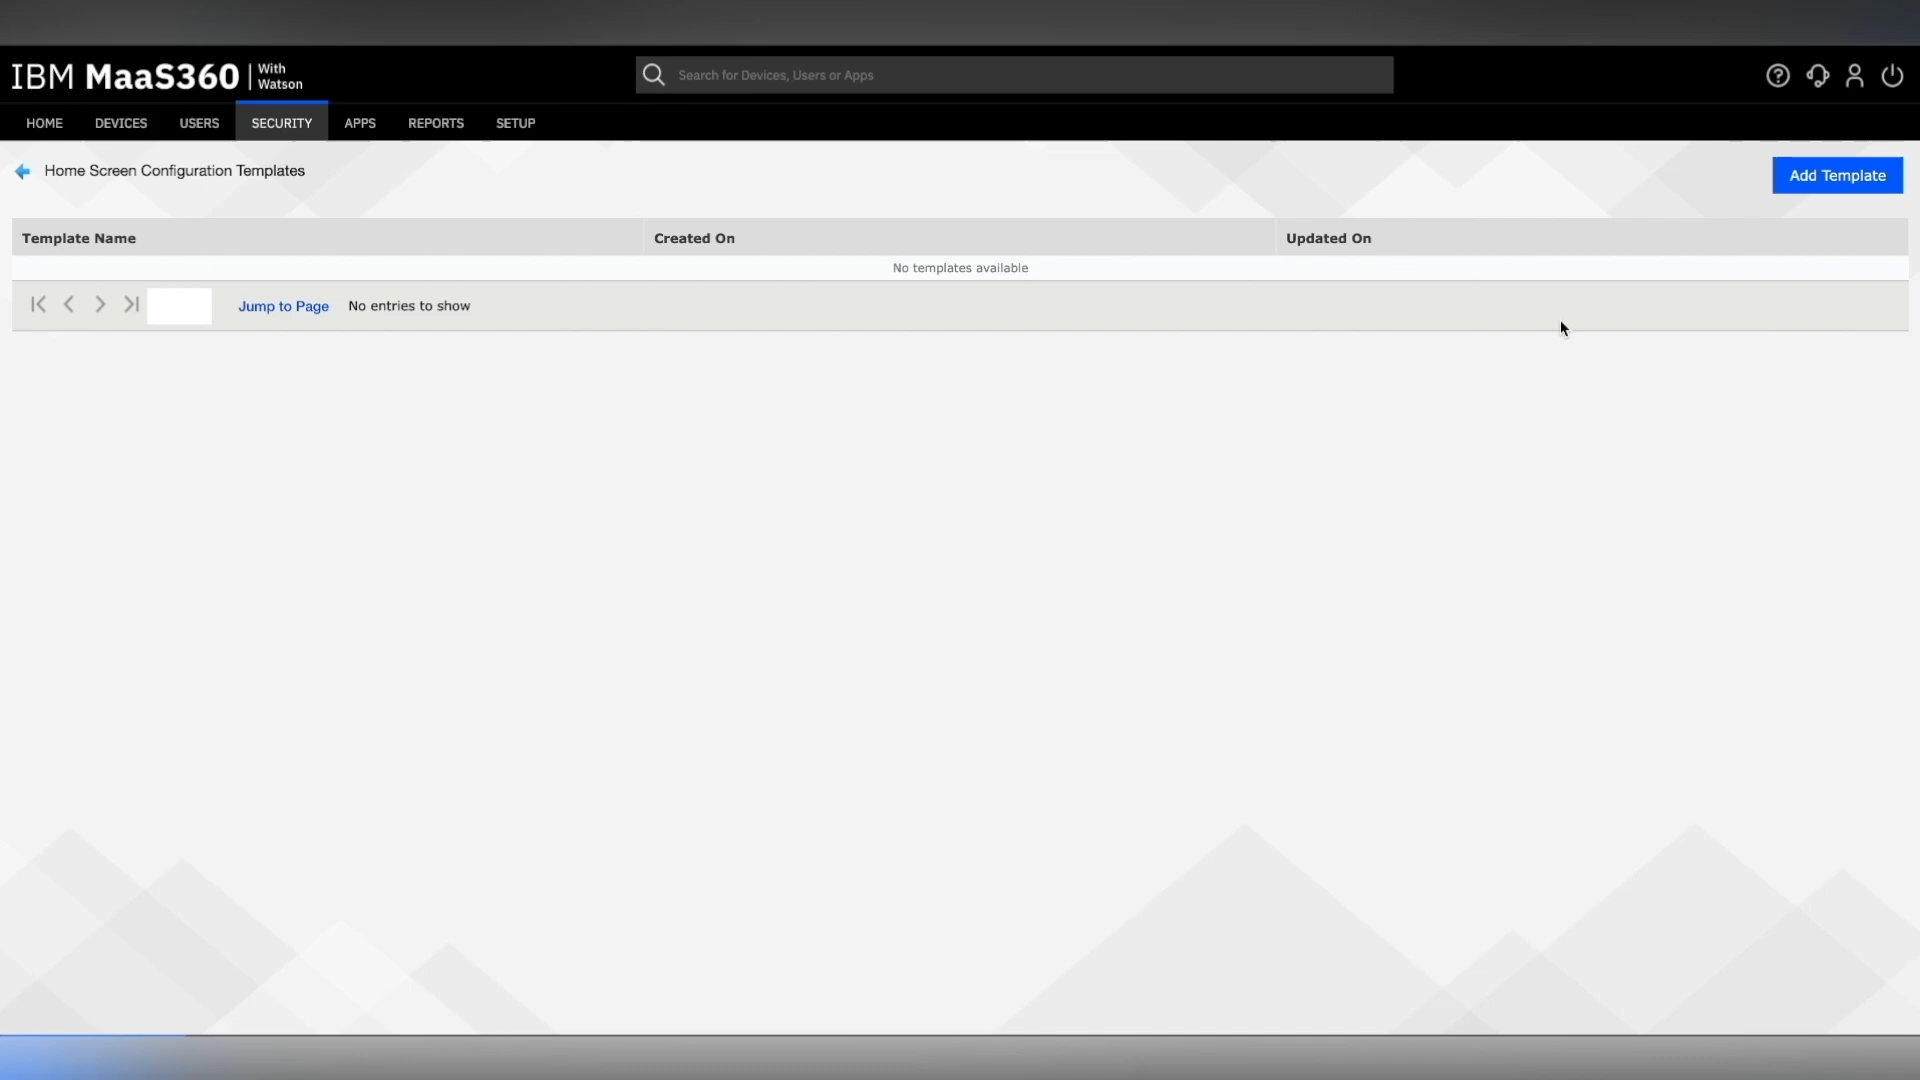 IBM MaaS360 | With Watson
Search for Devices, Users or Apps
HOME DEVICES USERS SECURITY APPS REPORTS SETUP
Home Screen Configuration Templates
Add Template
Template Name Created On Updated On
No templates available
Jump to Page No entries to show